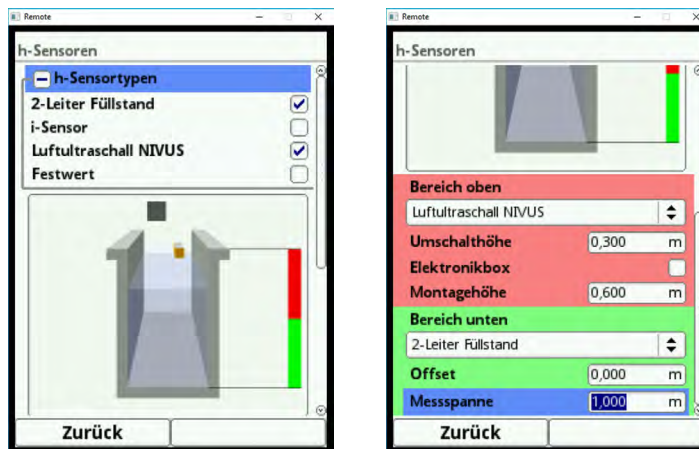 Remote
h-Sensoren
h-Sensortypen
2-Leiter Füllstand
i-Sensor
Luftultraschall NIVUS
Festwert
Zurück
Remote
h-Sensoren
Bereich oben
Luftultraschall NIVUS
Umschalthöhe 0,300 m
Elektronikbox
Montagehöhe 0,600 m
Bereich unten
2-Leiter Füllstand
Offset 0,000 m
Messspanne 1,000 m
Zurück